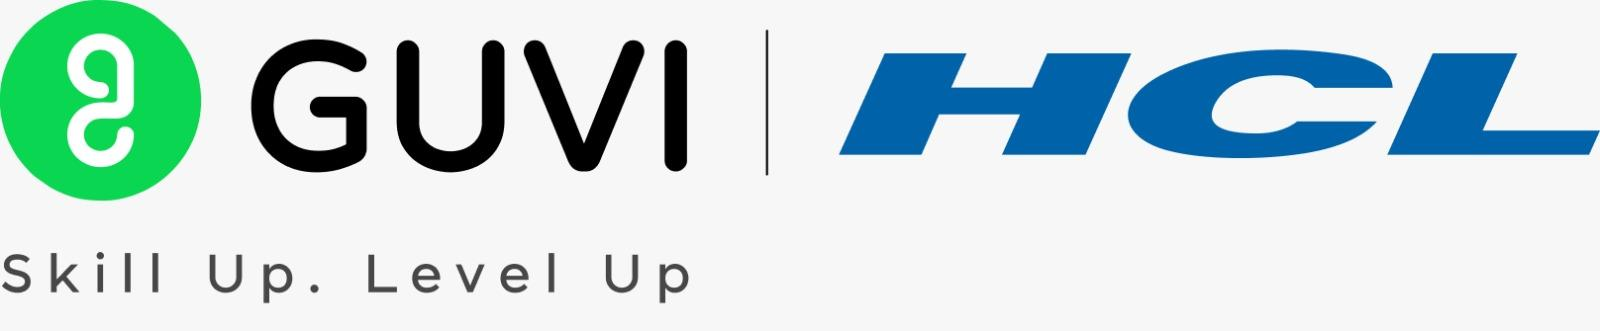 GUVI | HCL
Skill Up. Level Up